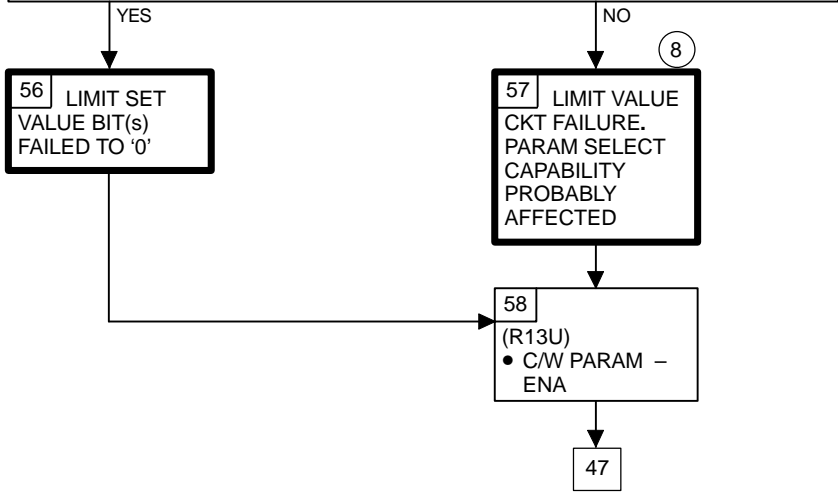 YES
NO
8
56 LIMIT SET
VALUE BIT(s)
FAILED TO ‘0’
57 LIMIT VALUE
CKT FAILURE.
PARAM SELECT
CAPABILITY
PROBABLY
AFFECTED
58
(R13U)
● C/W PARAM –
ENA
47